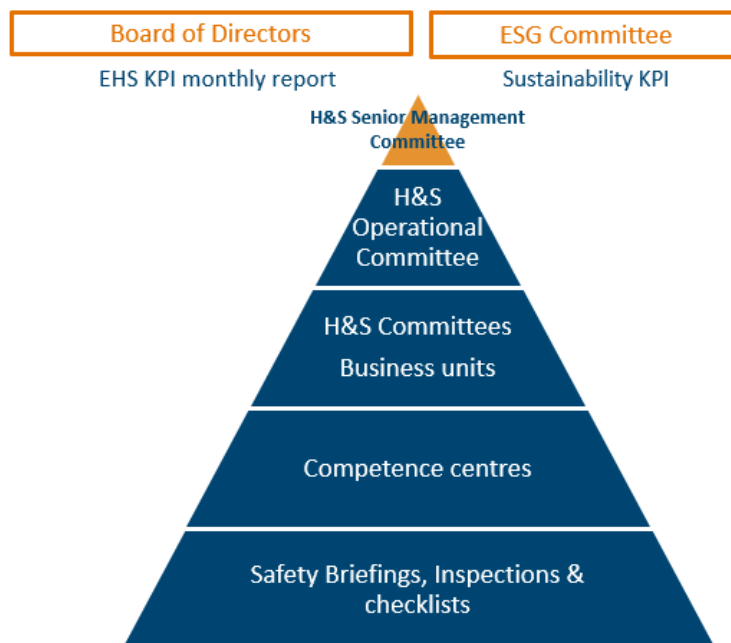 Board of Directors
ESG Committee
EHS KPI monthly report
Sustainability KPI
H&S Senior Management
Committee
H&S
Operational
Committee
H&S Committees
Business units
Competence centres
Safety Briefings, Inspections &
checklists